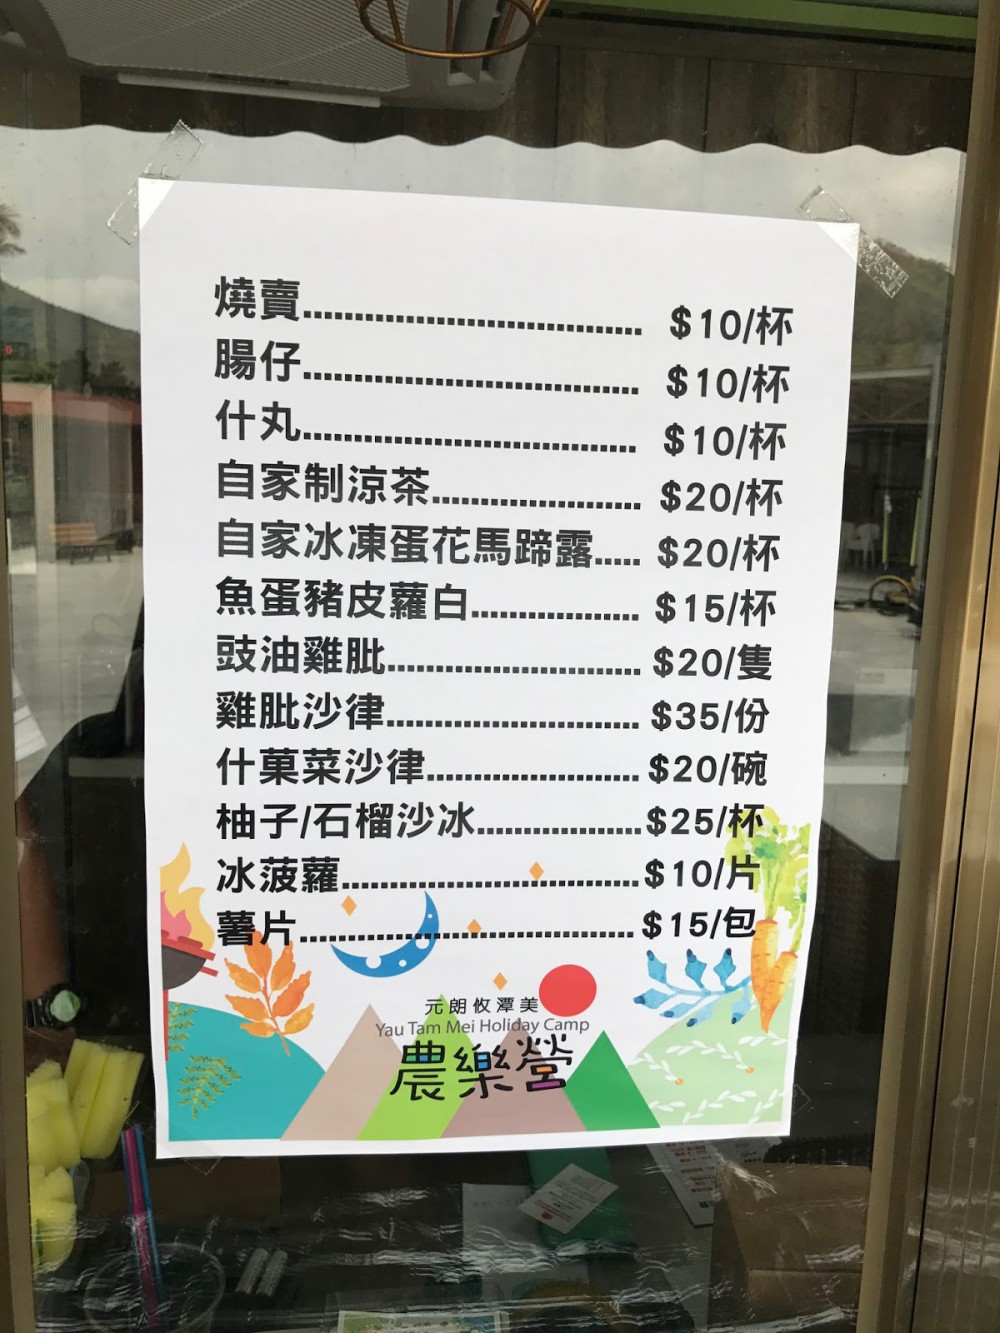 燒賣.................................. $10/杯
腸仔.................................. $10/杯
什丸.................................. $10/杯
自家制涼茶..................... $20/杯
自家冰凍蛋花馬蹄露..... $20/杯
魚蛋豬皮蘿白................. $15/杯
豉油雞肶......................... $20/隻
雞肶沙律......................... $35/份
什菓菜沙律..................... $20/碗
柚子/石榴沙冰................$25/杯
冰菠蘿.............................$10/片
薯片................................. $15/包
元朗攸潭美
Yau Tam Mei Holiday Camp
農樂營